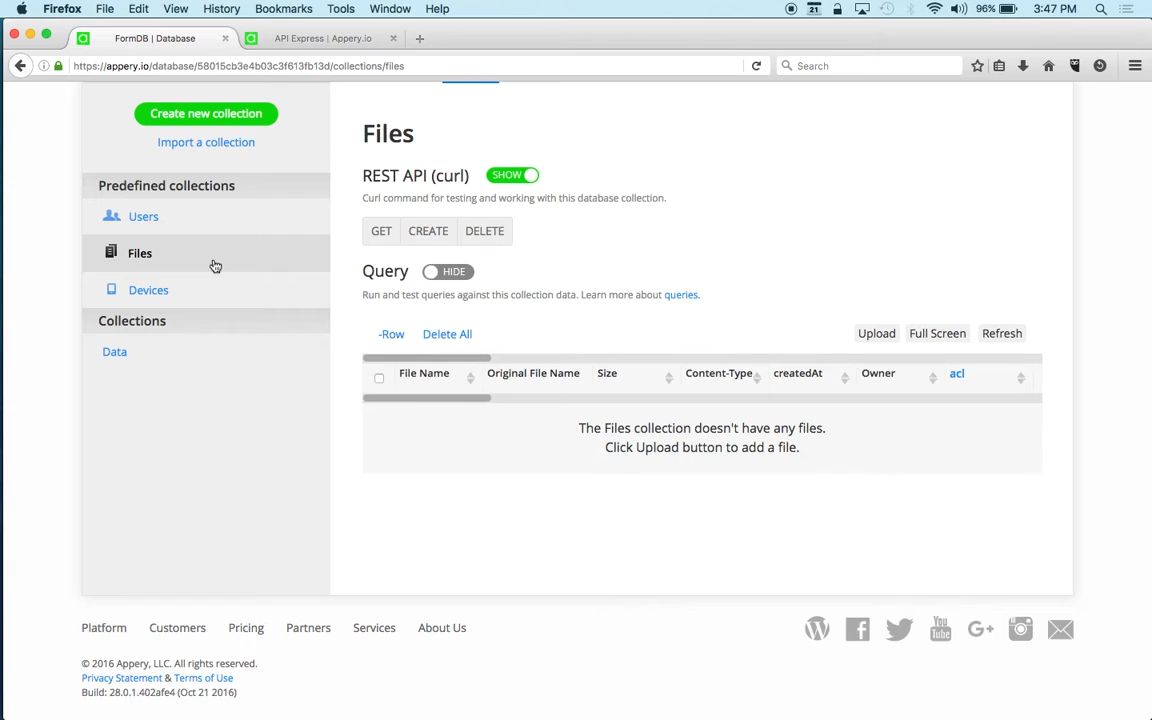 Firefox File Edit View History Bookmarks Tools Window Help 21 96% 3:47 PM
FormDB | Database API Express | Appery.io
https://appery.io/database/58015cb3e4b03c3f613fb13d/collections/files Search
Create new collection
Import a collection
Predefined collections
Users
Files
Devices
Collections
Data
Files
REST API (curl) SHOW
Curl command for testing and working with this database collection.
GET CREATE DELETE
Query HIDE
Run and test queries against this collection data. Learn more about queries.
-Row Delete All Upload Full Screen Refresh
File Name Original File Name Size Content-Type createdAt Owner acl
The Files collection doesn't have any files.
Click Upload button to add a file.
Platform Customers Pricing Partners Services About Us
You Tube G+
© 2016 Appery, LLC. All rights reserved.
Privacy Statement & Terms of Use
Build: 28.0.1.402afe4 (Oct 21 2016)